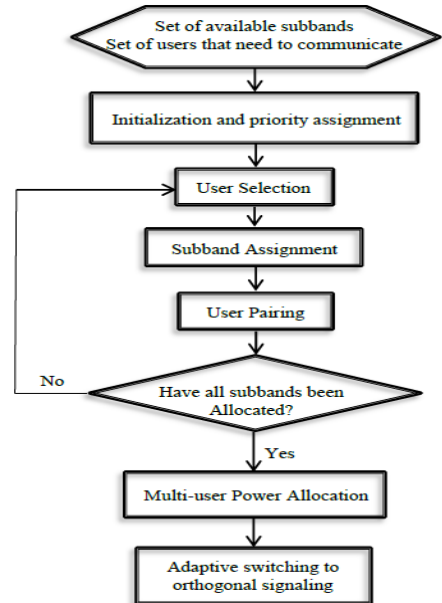 Set of available subbands
Set of users that need to communicate
Initialization and priority assignment
User Selection
Subband Assignment
User Pairing
No
Have all subbands been
Allocated?
Yes
Multi-user Power Allocation
Adaptive switching to
orthogonal signaling